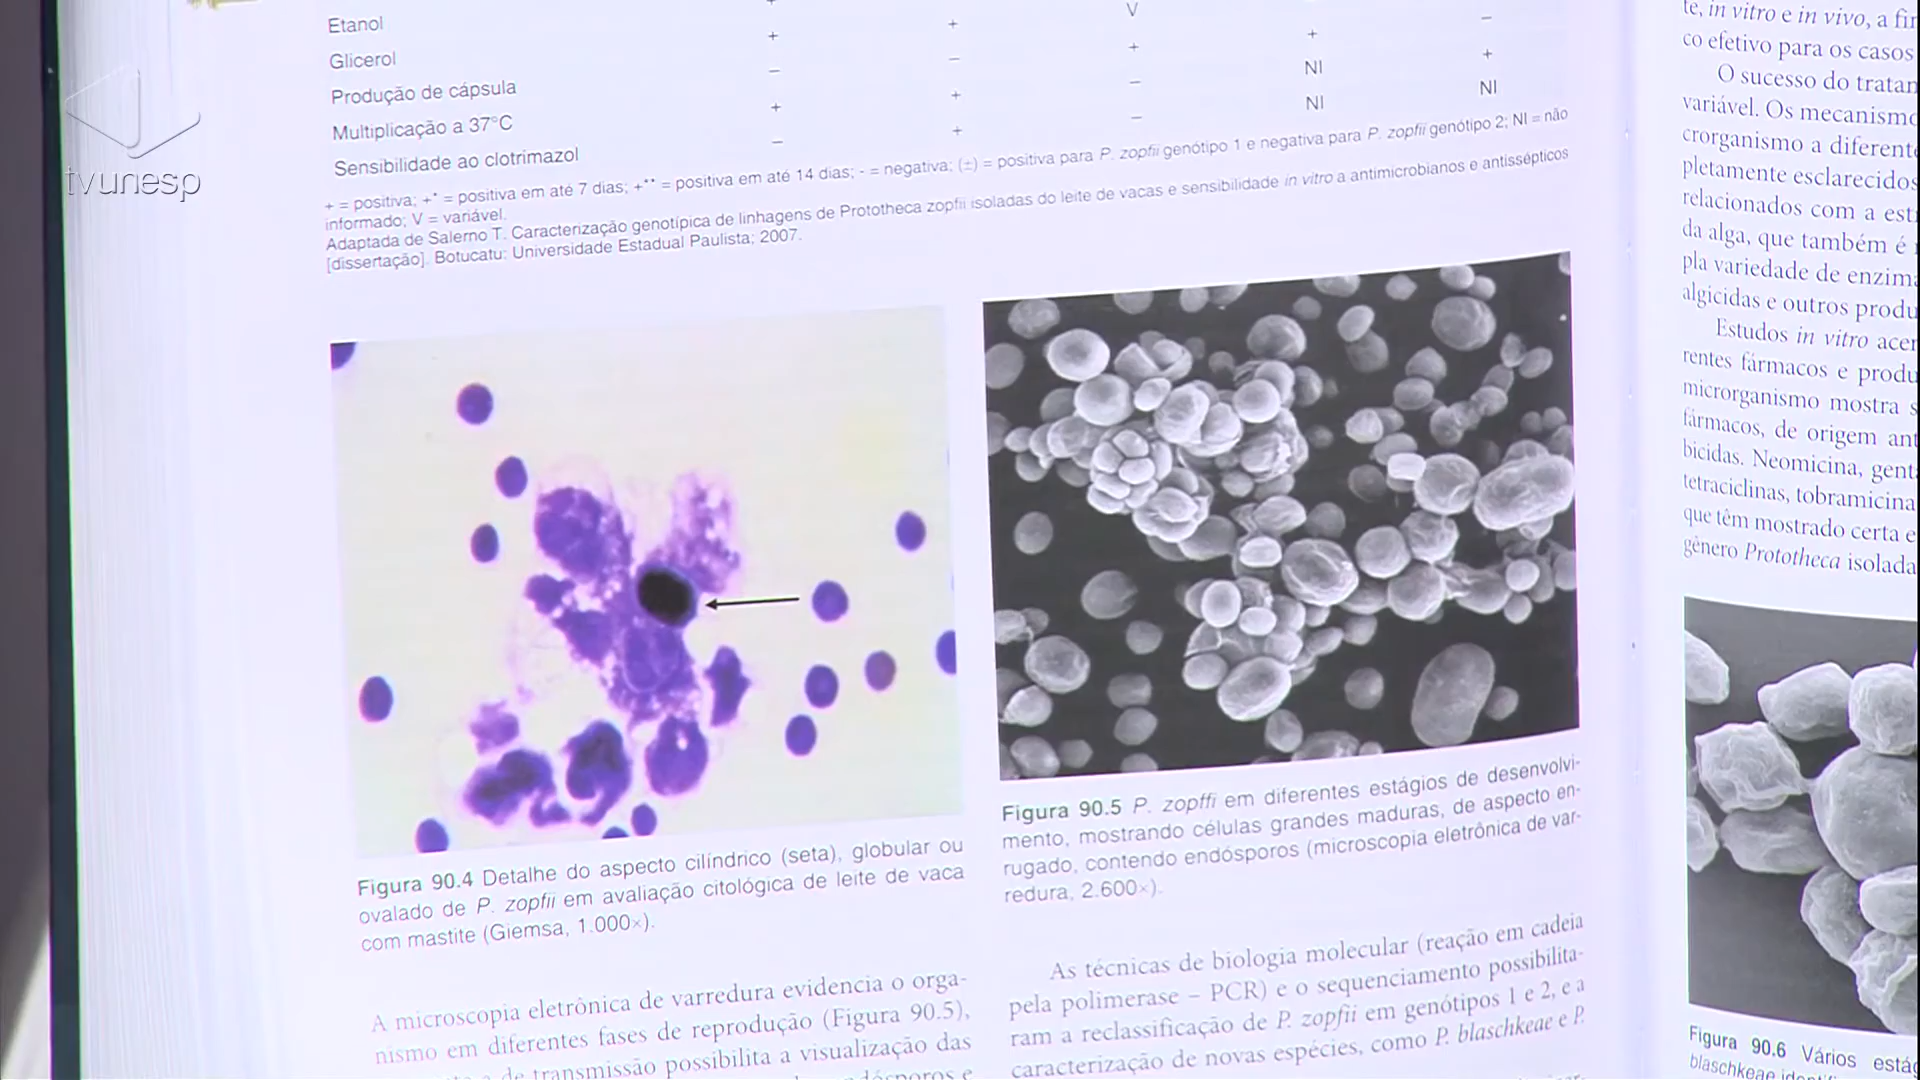 Etanol + + V + –
Glicerol – – + NI +
Produção de cápsula + + – NI NI
Multiplicação a 37°C – + –
Sensibilidade ao clotrimazol
+ = positiva; +* = positiva em até 7 dias; +** = positiva em até 14 dias; - = negativa; (±) = positiva para P. zopfii genótipo 1 e negativa para P. zopfii genótipo 2; NI = não
informado; V = variável.
Adaptada de Salerno T. Caracterização genotípica de linhagens de Prototheca zopfii isoladas do leite de vacas e sensibilidade in vitro a antimicrobianos e antissépticos
[dissertação]. Botucatu: Universidade Estadual Paulista; 2007.
tvunesp
Figura 90.4 Detalhe do aspecto cilíndrico (seta), globular ou
ovalado de P. zopfii em avaliação citológica de leite de vaca
com mastite (Giemsa, 1.000×).
A microscopia eletrônica de varredura evidencia o orga-
nismo em diferentes fases de reprodução (Figura 90.5),
de transmissão possibilita a visualização das
Figura 90.5 P. zopffi em diferentes estágios de desenvolvi-
mento, mostrando células grandes maduras, de aspecto en-
rugado, contendo endósporos (microscopia eletrônica de var-
redura, 2.600×).
As técnicas de biologia molecular (reação em cadeia
pela polimerase – PCR) e o sequenciamento possibilita-
ram a reclassificação de P. zopfii em genótipos 1 e 2, e a
caracterização de novas espécies, como P. blaschkeae e P.
te, in vitro e in vivo, a fi
co efetivo para os casos
O sucesso do tratan
variável. Os mecanismo
crorganismo a diferent
pletamente esclarecidos
relacionados com a est
da alga, que também é
pla variedade de enzima
algicidas e outros produ
Estudos in vitro acer
rentes fármacos e produ
microrganismo mostra s
fármacos, de origem ant
bicidas. Neomicina, gent
tetraciclinas, tobramicina
que têm mostrado certa e
gênero Prototheca isolada
Figura 90.6 Vários está
blaschkeae